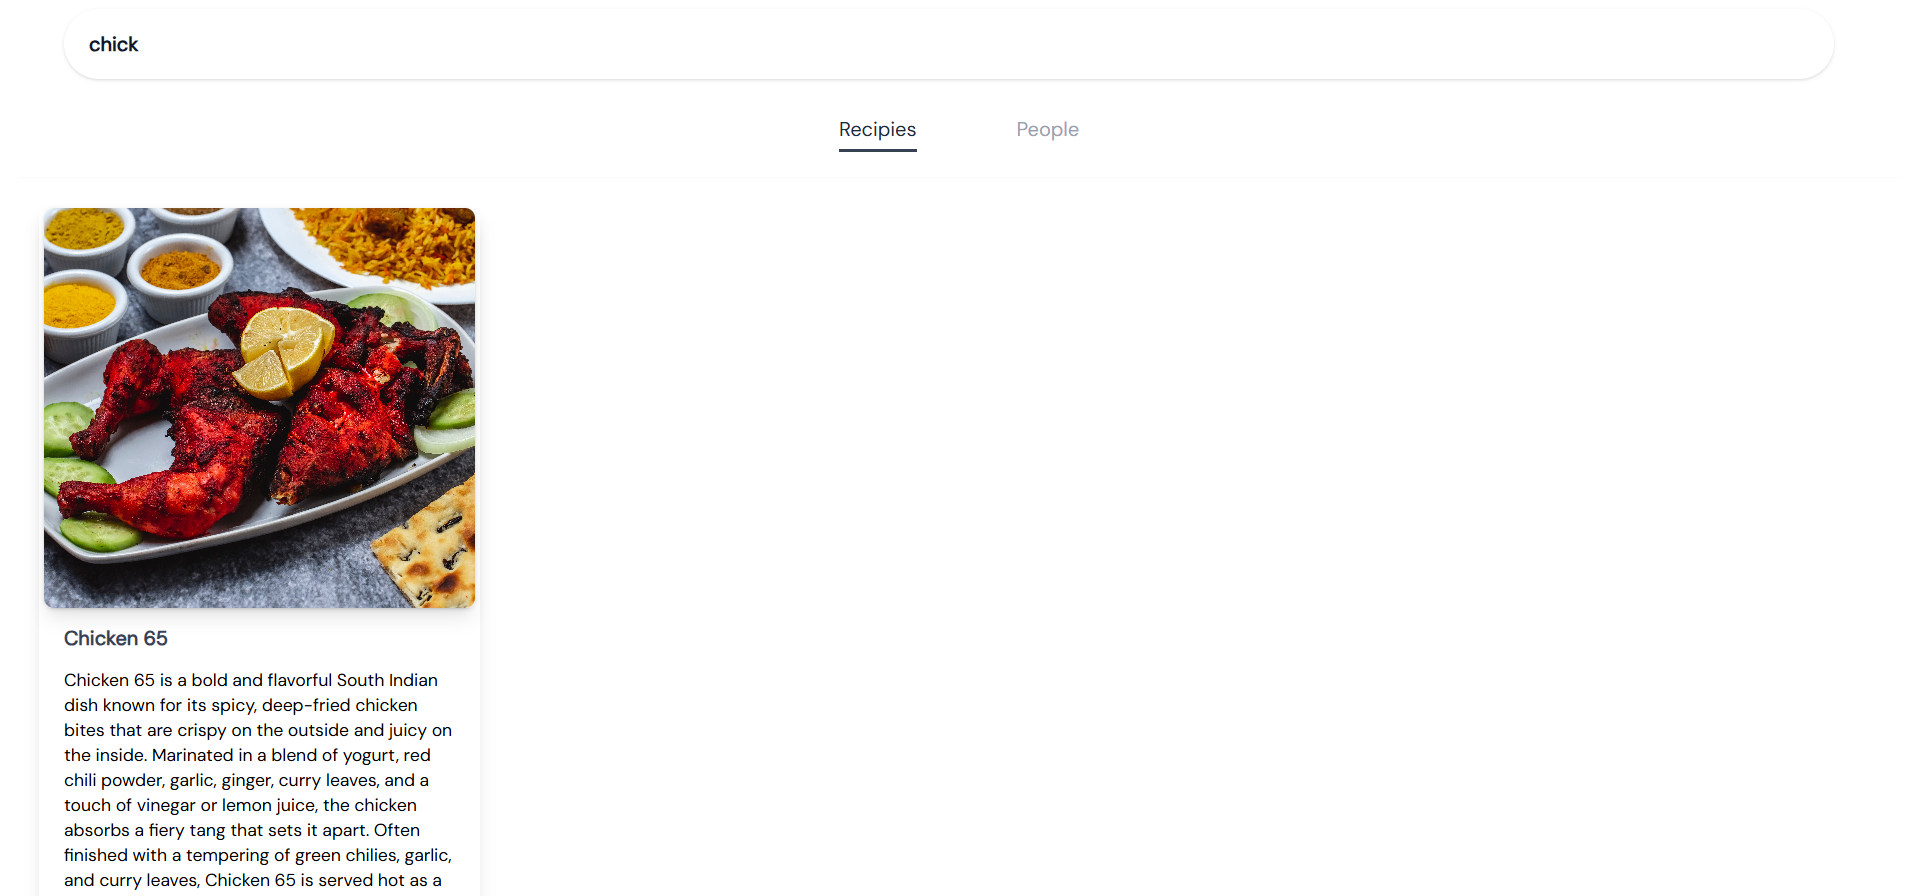 chick
Recipies
People
Chicken 65
Chicken 65 is a bold and flavorful South Indian
dish known for its spicy, deep-fried chicken
bites that are crispy on the outside and juicy on
the inside. Marinated in a blend of yogurt, red
chili powder, garlic, ginger, curry leaves, and a
touch of vinegar or lemon juice, the chicken
absorbs a fiery tang that sets it apart. Often
finished with a tempering of green chilies, garlic,
and curry leaves, Chicken 65 is served hot as a